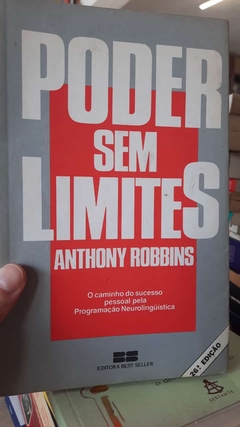 PODER
SEM
LIMITES
ANTHONY ROBBINS
O caminho do sucesso
pessoal pela
Programação Neurolingüística
26ª EDIÇÃO
EDITORA BEST SELLER